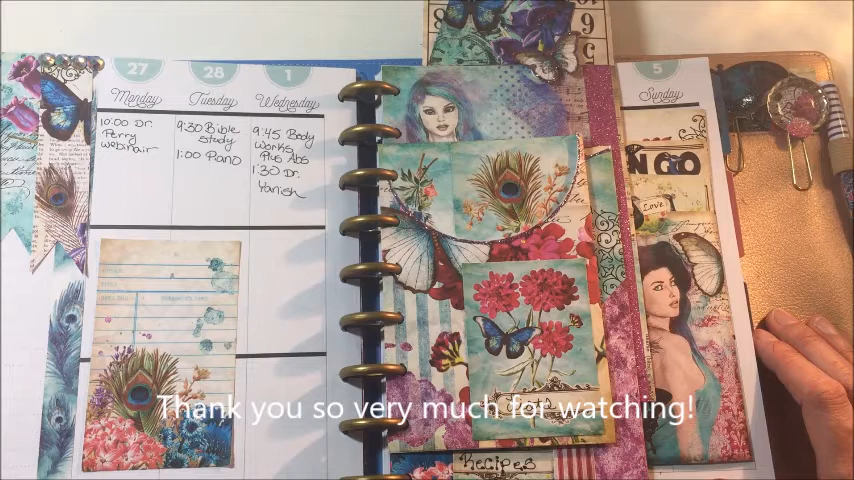 27
Monday
10:00 Dr.
Perry
webinair
28
Tuesday
9:30 Bible
study
1:00 Piano
1
Wednesday
9:45 Body
Works
Plus Abs
1:30 Dr.
Yanish
5
Sunday
Love
Recipes
Thank you so very much for watching!